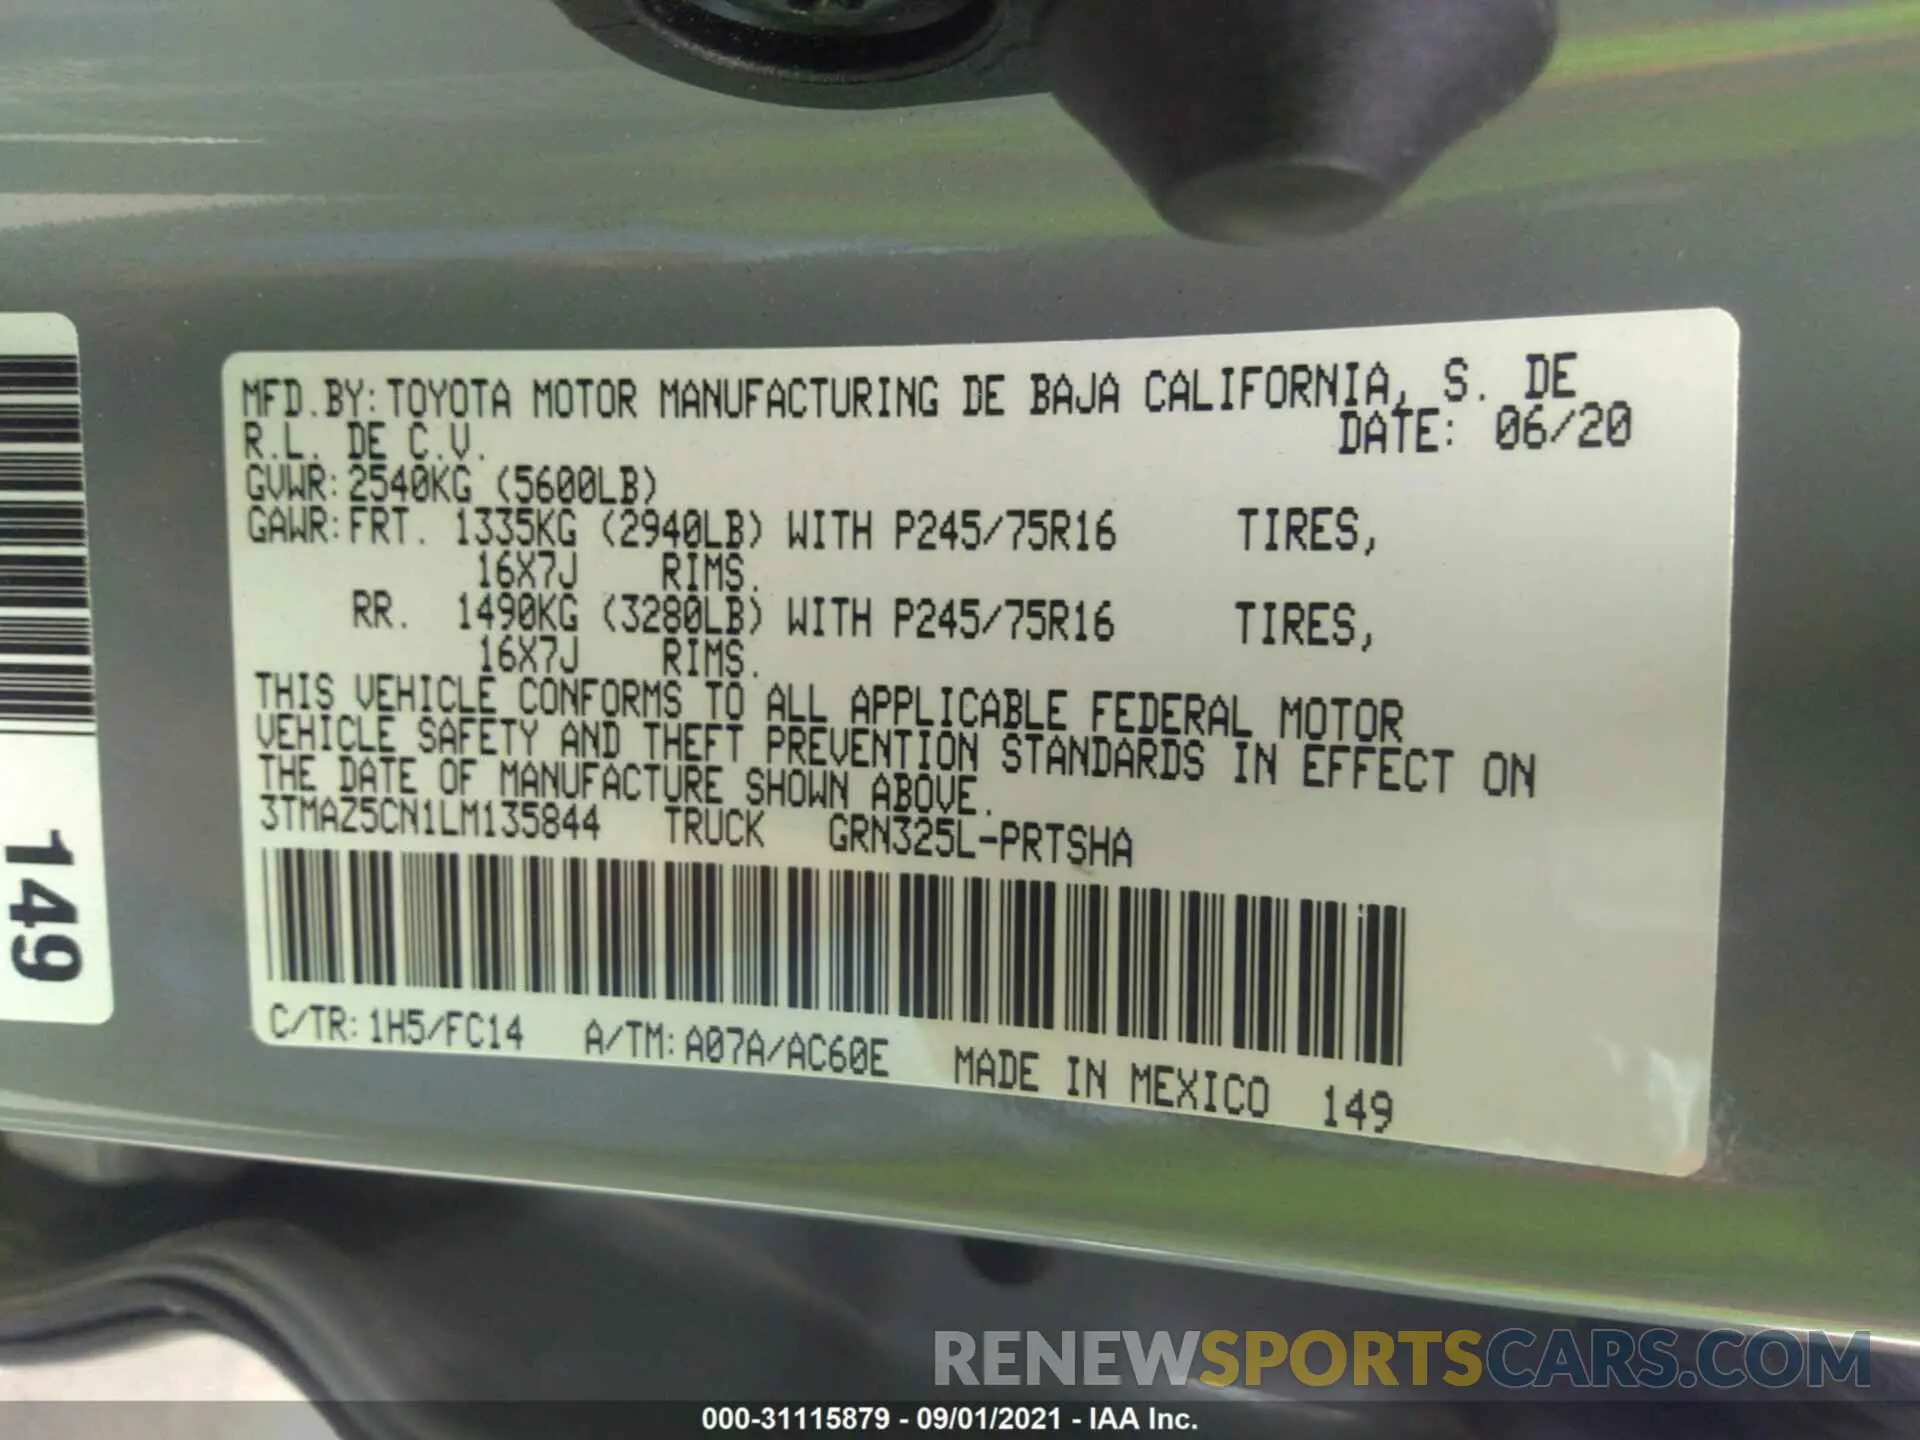 MFD.BY:TOYOTA MOTOR MANUFACTURING DE BAJA CALIFORNIA, S. DE
R.L. DE C.V. DATE: 06/20
GVWR:2540KG (5600LB)
GAWR:FRT. 1335KG (2940LB) WITH P245/75R16 TIRES,
16X7J RIMS.
RR. 1490KG (3280LB) WITH P245/75R16 TIRES,
16X7J RIMS.
THIS VEHICLE CONFORMS TO ALL APPLICABLE FEDERAL MOTOR
VEHICLE SAFETY AND THEFT PREVENTION STANDARDS IN EFFECT ON
THE DATE OF MANUFACTURE SHOWN ABOVE.
3TMAZ5CN1LM135844 TRUCK GRN325L-PRTSHA
C/TR:1H5/FC14 A/TM:A07A/AC60E MADE IN MEXICO 149
149
RENEWSPORTSCARS.COM
000-31115879 - 09/01/2021 - IAA Inc.